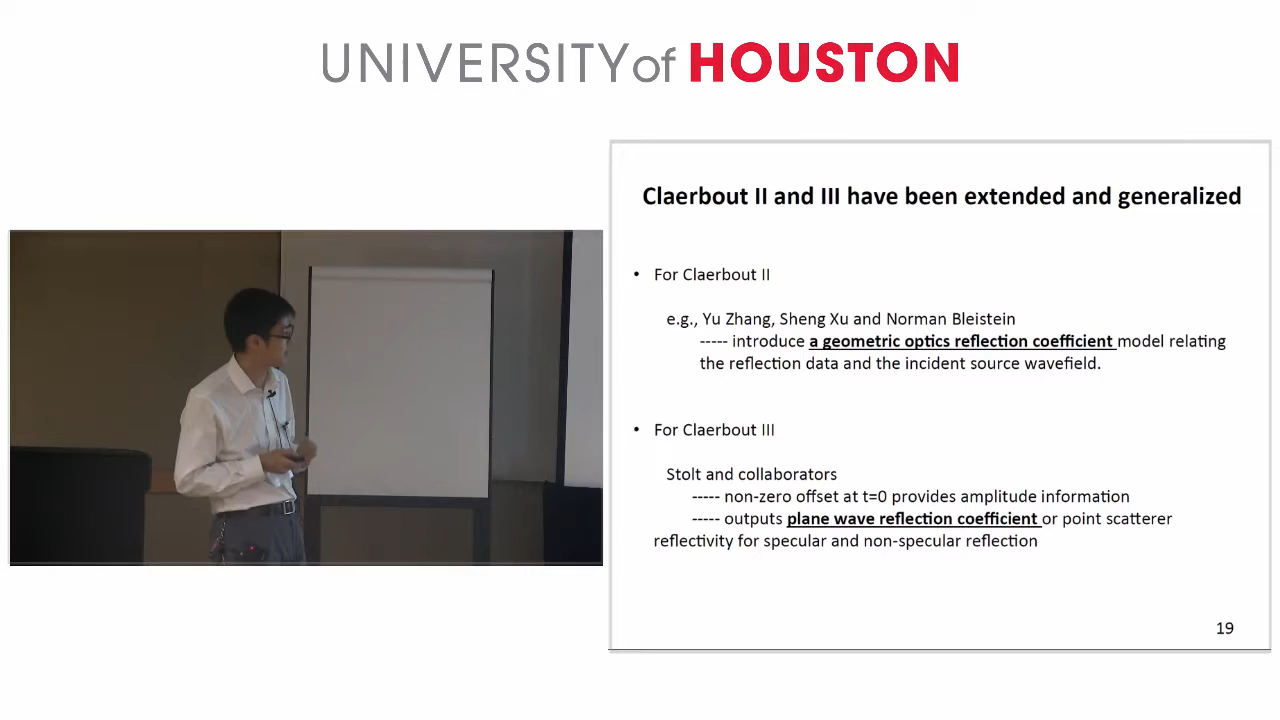 UNIVERSITY of HOUSTON
Claerbout II and III have been extended and generalized
• For Claerbout II
e.g., Yu Zhang, Sheng Xu and Norman Bleistein
----- introduce a geometric optics reflection coefficient model relating
the reflection data and the incident source wavefield.
• For Claerbout III
Stolt and collaborators
----- non-zero offset at t=0 provides amplitude information
----- outputs plane wave reflection coefficient or point scatterer
reflectivity for specular and non-specular reflection
19